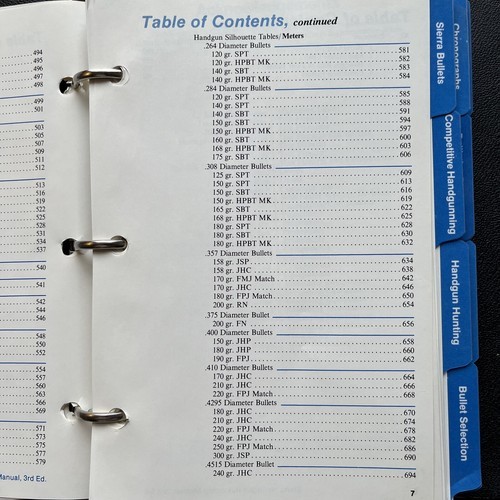 494
495
496
497
498
499
501
503
505
507
509
511
512
513
516
519
522
525
528
531
534
537
540
541
542
544
546
548
550
552
554
557
560
563
566
569
571
573
575
577
579
Manual, 3rd Ed.
Table of Contents, continued
Handgun Silhouette Tables/Meters
.264 Diameter Bullets
120 gr. SPT 581
120 gr. HPBT MK 582
140 gr. SBT 583
140 gr. HPBT MK 584
.284 Diameter Bullets
120 gr. SPT 585
140 gr. SPT 588
140 gr. SBT 591
150 gr. SBT 594
150 gr. HPBT MK 597
160 gr. SBT 600
168 gr. HPBT MK 603
175 gr. SBT 606
.308 Diameter Bullets
125 gr. SPT 609
150 gr. SPT 613
150 gr. SBT 616
150 gr. HPBT MK 619
165 gr. SBT 622
168 gr. HPBT MK 625
180 gr. SPT 628
180 gr. SBT 630
180 gr. HPBT MK 632
.357 Diameter Bullets
158 gr. JSP 634
158 gr. JHC 638
170 gr. FMJ Match 642
170 gr. JHC 646
180 gr. FPJ Match 650
200 gr. RN 654
.375 Diameter Bullet
200 gr. FN 656
.400 Diameter Bullets
150 gr. JHP 658
180 gr. JHP 660
190 gr. FPJ 662
.410 Diameter Bullets
170 gr. JHC 664
210 gr. JHC 666
220 gr. FPJ Match 668
.4295 Diameter Bullets
180 gr. JHC 670
210 gr. JHC 674
220 gr. FPJ Match 678
240 gr. JHC 682
250 gr. FPJ Match 686
300 gr. JSP 690
.4515 Diameter Bullet
240 gr. JHC 694
7
Chronographs
Sierra Bullets
Competitive Handgunning
Handgun Hunting
Bullet Selection